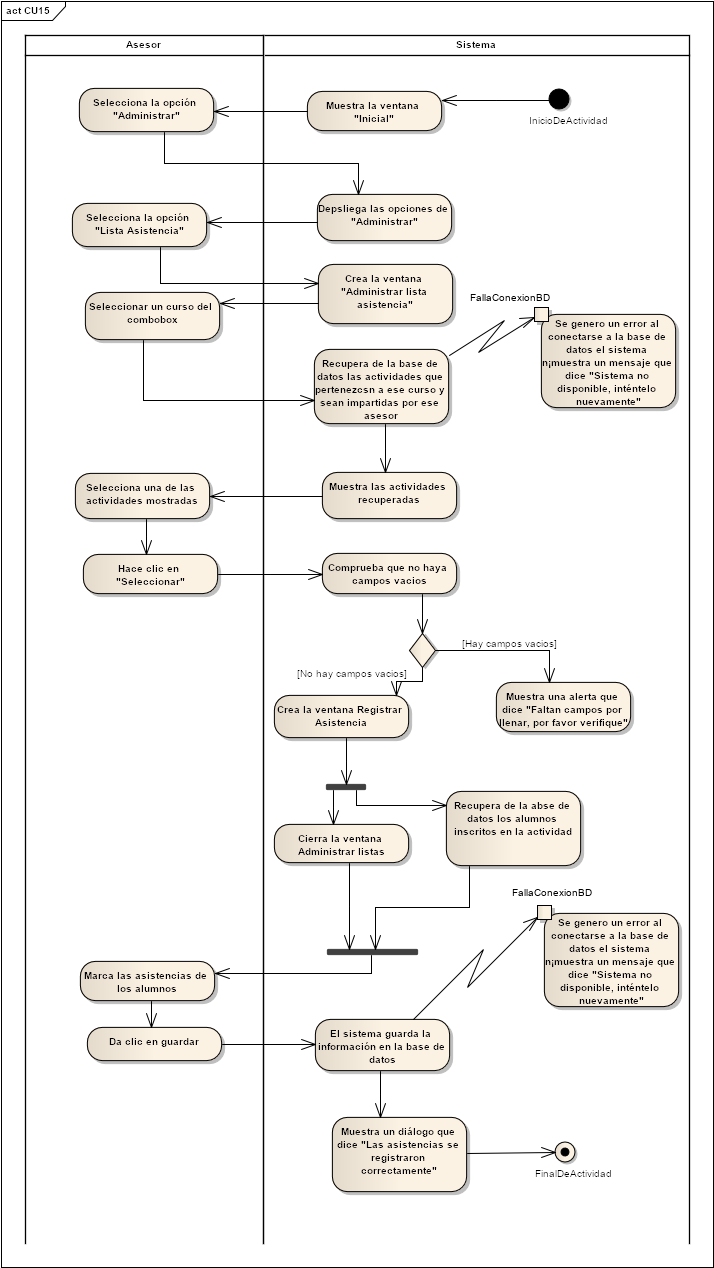 act CU15
Asesor
Sistema
Selecciona la opción
"Administrar"
Muestra la ventana
"Inicial"
InicioDeActividad
Selecciona la opción
"Lista Asistencia"
Depsliega las opciones de
"Administrar"
Crea la ventana
"Administrar lista
asistencia"
Seleccionar un curso del
combobox
FallaConexionBD
Se genero un error al
conectarse a la base de
datos el sistema
n¡muestra un mensaje que
dice "Sistema no
disponible, inténtelo
nuevamente"
Recupera de la base de
datos las actividades que
pertenezcsn a ese curso y
sean impartidas por ese
asesor
Selecciona una de las
actividades mostradas
Muestra las actividades
recuperadas
Hace clic en
"Seleccionar"
Comprueba que no haya
campos vacios
[Hay campos vacios]
[No hay campos vacios]
Muestra una alerta que
dice "Faltan campos por
llenar, por favor verifique"
Crea la ventana Registrar
Asistencia
Recupera de la abse de
datos los alumnos
inscritos en la actividad
Cierra la ventana
Administrar listas
FallaConexionBD
Se genero un error al
conectarse a la base de
datos el sistema
n¡muestra un mensaje que
dice "Sistema no
disponible, inténtelo
nuevamente"
Marca las asistencias de
los alumnos
Da clic en guardar
El sistema guarda la
información en la base de
datos
Muestra un diálogo que
dice "Las asistencias se
registraron
correctamente"
FinalDeActividad